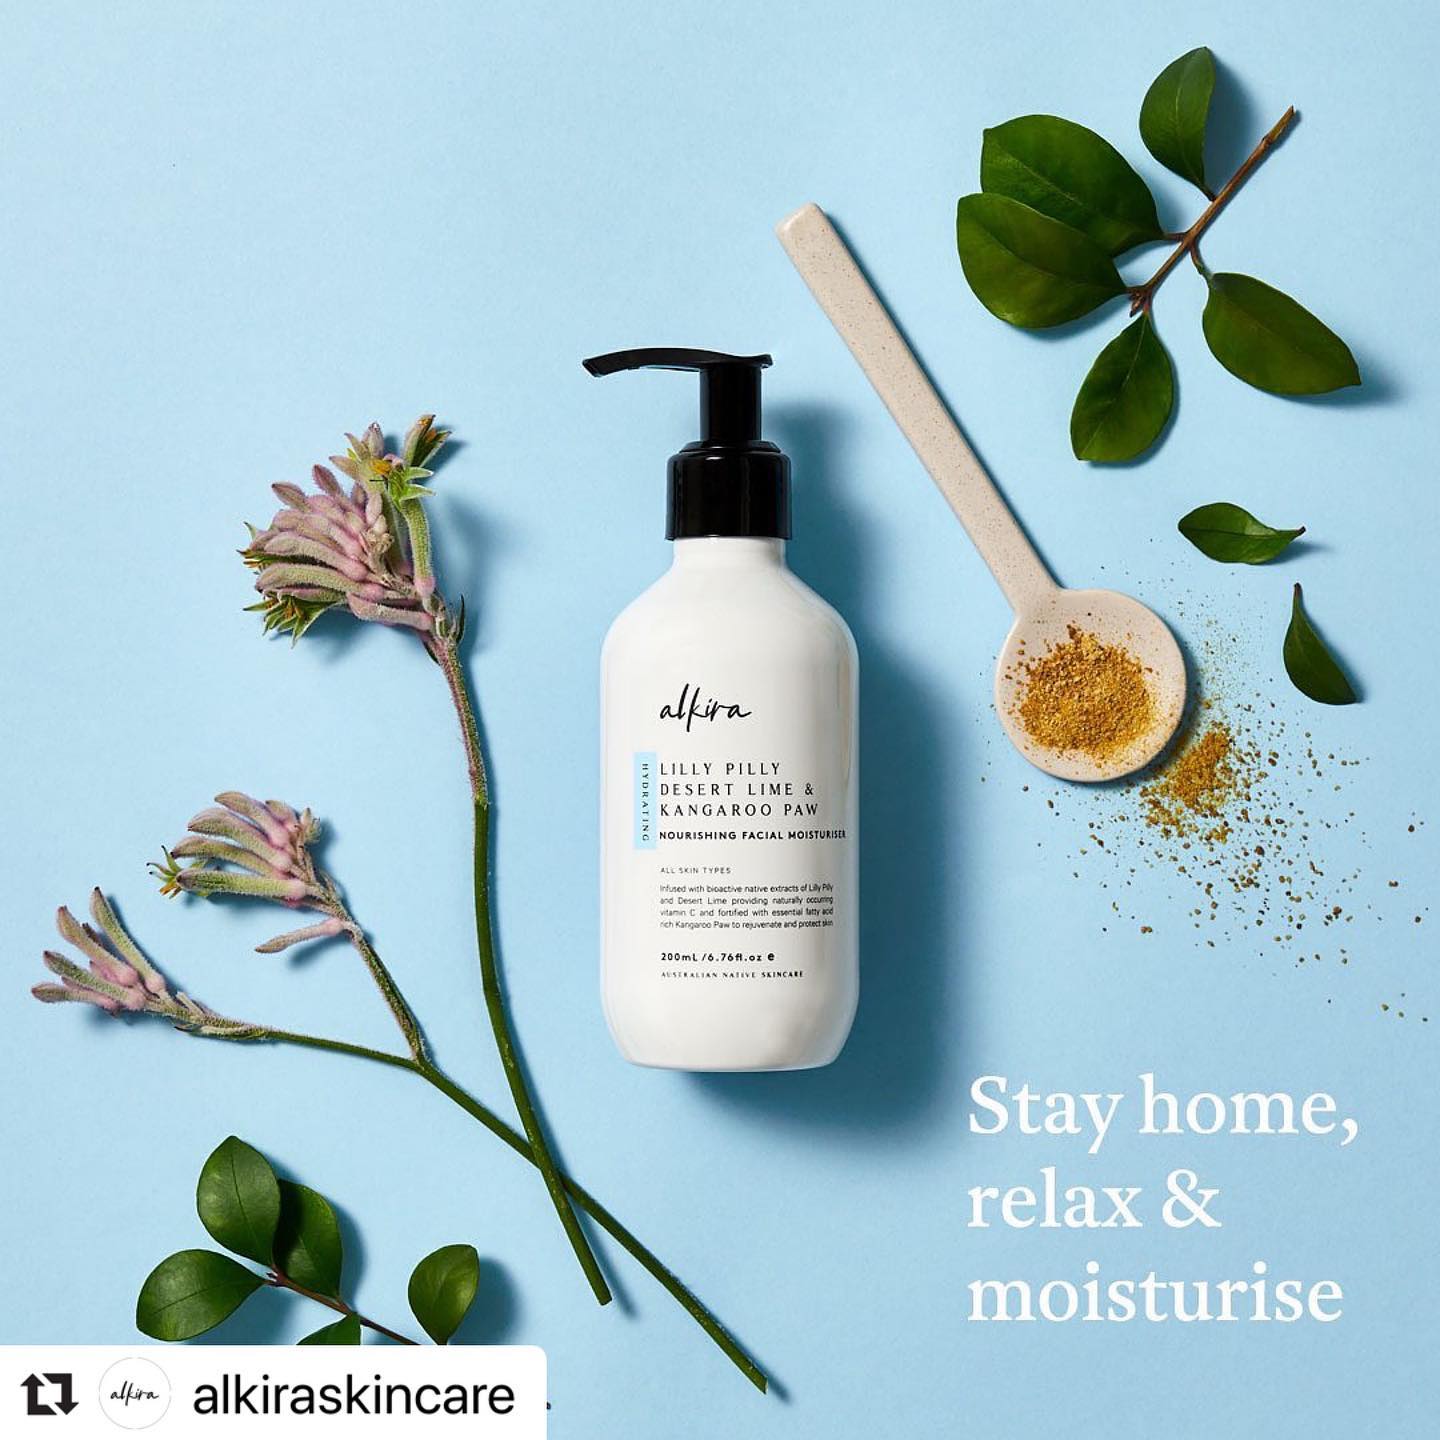 alkira
HYDRATING
LILLY PILLY
DESERT LIME &
KANGAROO PAW
NOURISHING FACIAL MOISTURISER
ALL SKIN TYPES
Infused with bioactive native extracts of Lilly Pilly
and Desert Lime providing naturally occurring
vitamin C and fortified with essential fatty acid
rich Kangaroo Paw to rejuvenate and protect skin
200mL /6.76fl.oz e
AUSTRALIAN NATIVE SKINCARE
Stay home,
relax &
moisturise
alkira
alkiraskincare